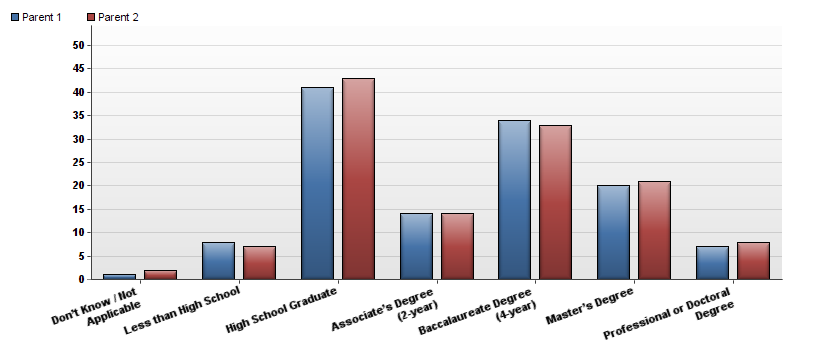 Parent 1 Parent 2
50
45
40
35
30
25
20
15
10
5
0
Don't Know / Not
Applicable
Less than High School
High School Graduate
Associate's Degree
(2-year)
Baccalaureate Degree
(4-year)
Master's Degree
Professional or Doctoral
Degree